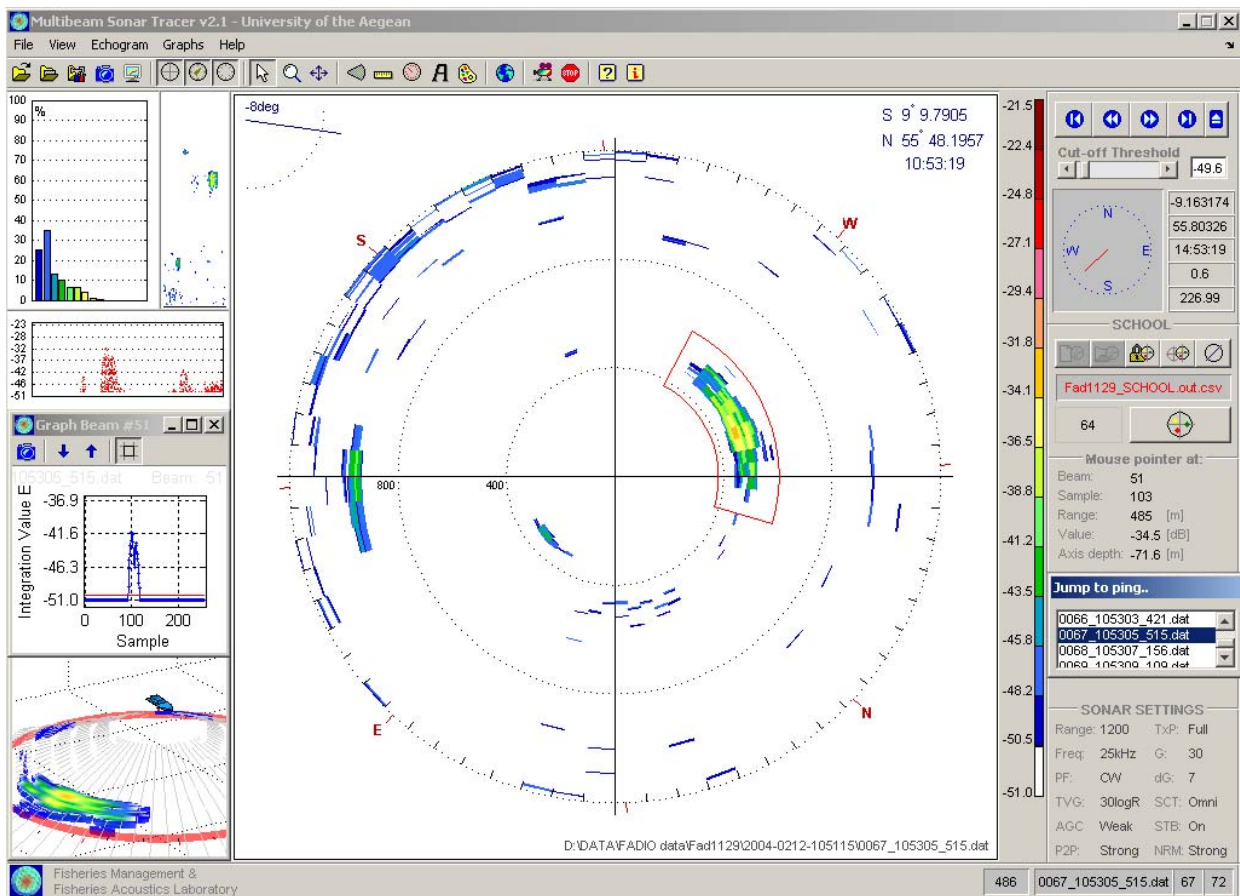 Multibeam Sonar Tracer v2.1 - University of the Aegean
File View Echogram Graphs Help
A
STOP
?
i
100
90
80
70
60
50
40
30
20
10
0
%
-23
-28
-33
-37
-42
-46
-51
Graph Beam #51
105305_515.dat Beam: 51
Integration Value E
-36.9
-41.6
-46.3
-51.0
0 100 200
Sample
-8deg
S 9° 9.7905
N 55° 48.1957
10:53:19
S
W
E
N
800
400
D:\DATA\FADIO data\Fad1129\2004-0212-105115\0067_105305_515.dat
-21.5
-22.4
-24.8
-27.1
-29.4
-31.8
-34.1
-36.5
-38.8
-41.2
-43.5
-45.8
-48.2
-50.5
-51.0
Cut-off Threshold
-49.6
N
W E
S
-9.163174
55.80326
14:53:19
0.6
226.99
SCHOOL
Fad1129_SCHOOL.out.csv
64
Mouse pointer at:
Beam: 51
Sample: 103
Range: 485 [m]
Value: -34.5 [dB]
Axis depth: -71.6 [m]
Jump to ping..
0066_105303_421.dat
0067_105305_515.dat
0068_105307_156.dat
0069_105309_109.dat
SONAR SETTINGS
Range: 1200 TxP: Full
Freq: 25kHz G: 30
PF: CW dG: 7
TVG: 30logR SCT: Omni
AGC Weak STB: On
P2P: Strong NRM: Strong
Fisheries Management &
Fisheries Acoustics Laboratory
486 0067_105305_515.dat 67 72